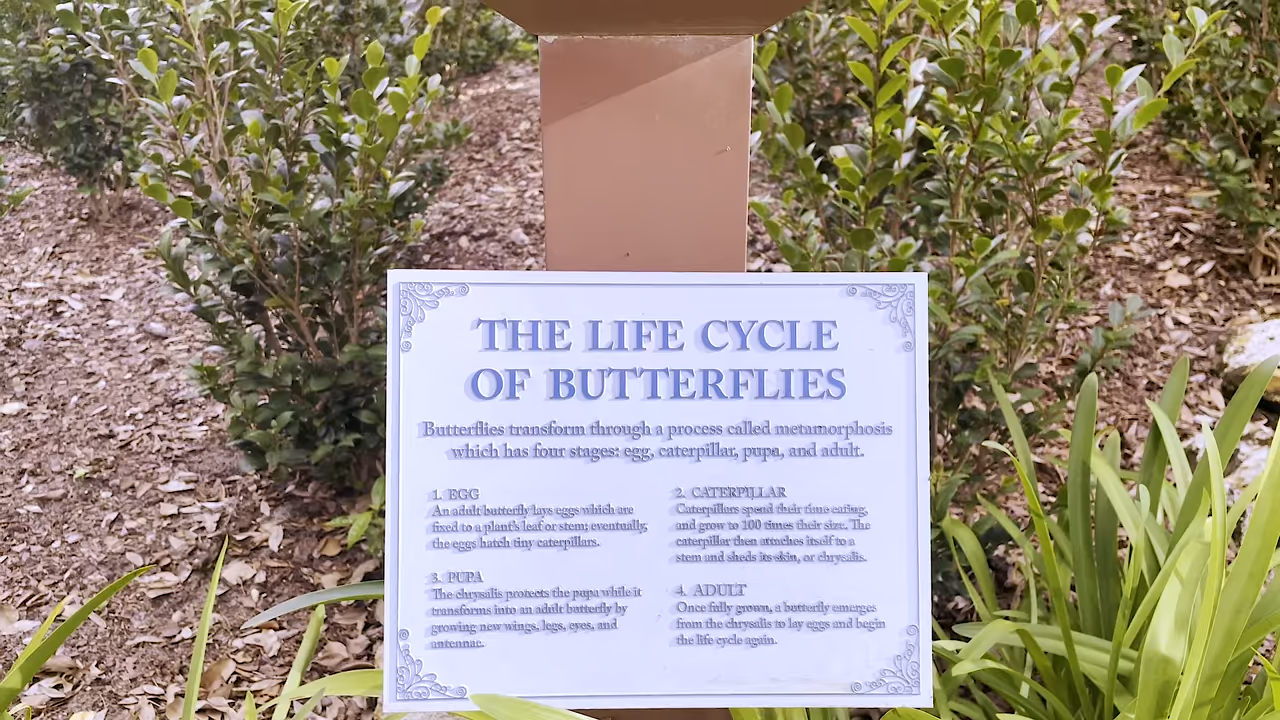 THE LIFE CYCLE
OF BUTTERFLIES
Butterflies transform through a process called metamorphosis
which has four stages: egg, caterpillar, pupa, and adult.
1. EGG
An adult butterfly lays eggs which are
fixed to a plant's leaf or stem; eventually,
the eggs hatch tiny caterpillars.
2. CATERPILLAR
Caterpillars spend their time eating,
and grow to 100 times their size. The
caterpillar then attaches itself to a
stem and sheds its skin, or chrysalis.
3. PUPA
The chrysalis protects the pupa while it
transforms into an adult butterfly by
growing new wings, legs, eyes, and
antennae.
4. ADULT
Once fully grown, a butterfly emerges
from the chrysalis to lay eggs and begin
the life cycle again.